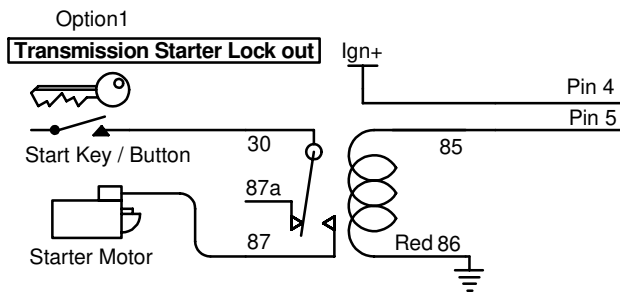 Option1
Transmission Starter Lock out
Ign+
Pin 4
Pin 5
Start Key / Button
30
85
87a
87
Red 86
Starter Motor